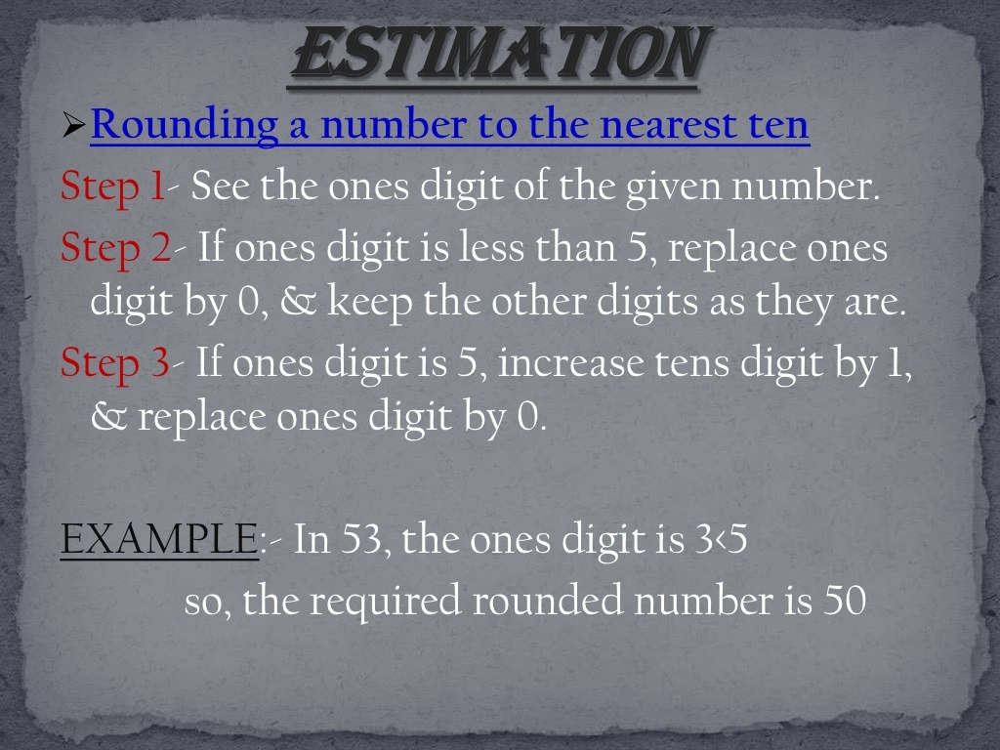 ESTIMATION
➢Rounding a number to the nearest ten
Step 1- See the ones digit of the given number.
Step 2- If ones digit is less than 5, replace ones
digit by 0, & keep the other digits as they are.
Step 3- If ones digit is 5, increase tens digit by 1,
& replace ones digit by 0.
EXAMPLE:- In 53, the ones digit is 3<5
so, the required rounded number is 50